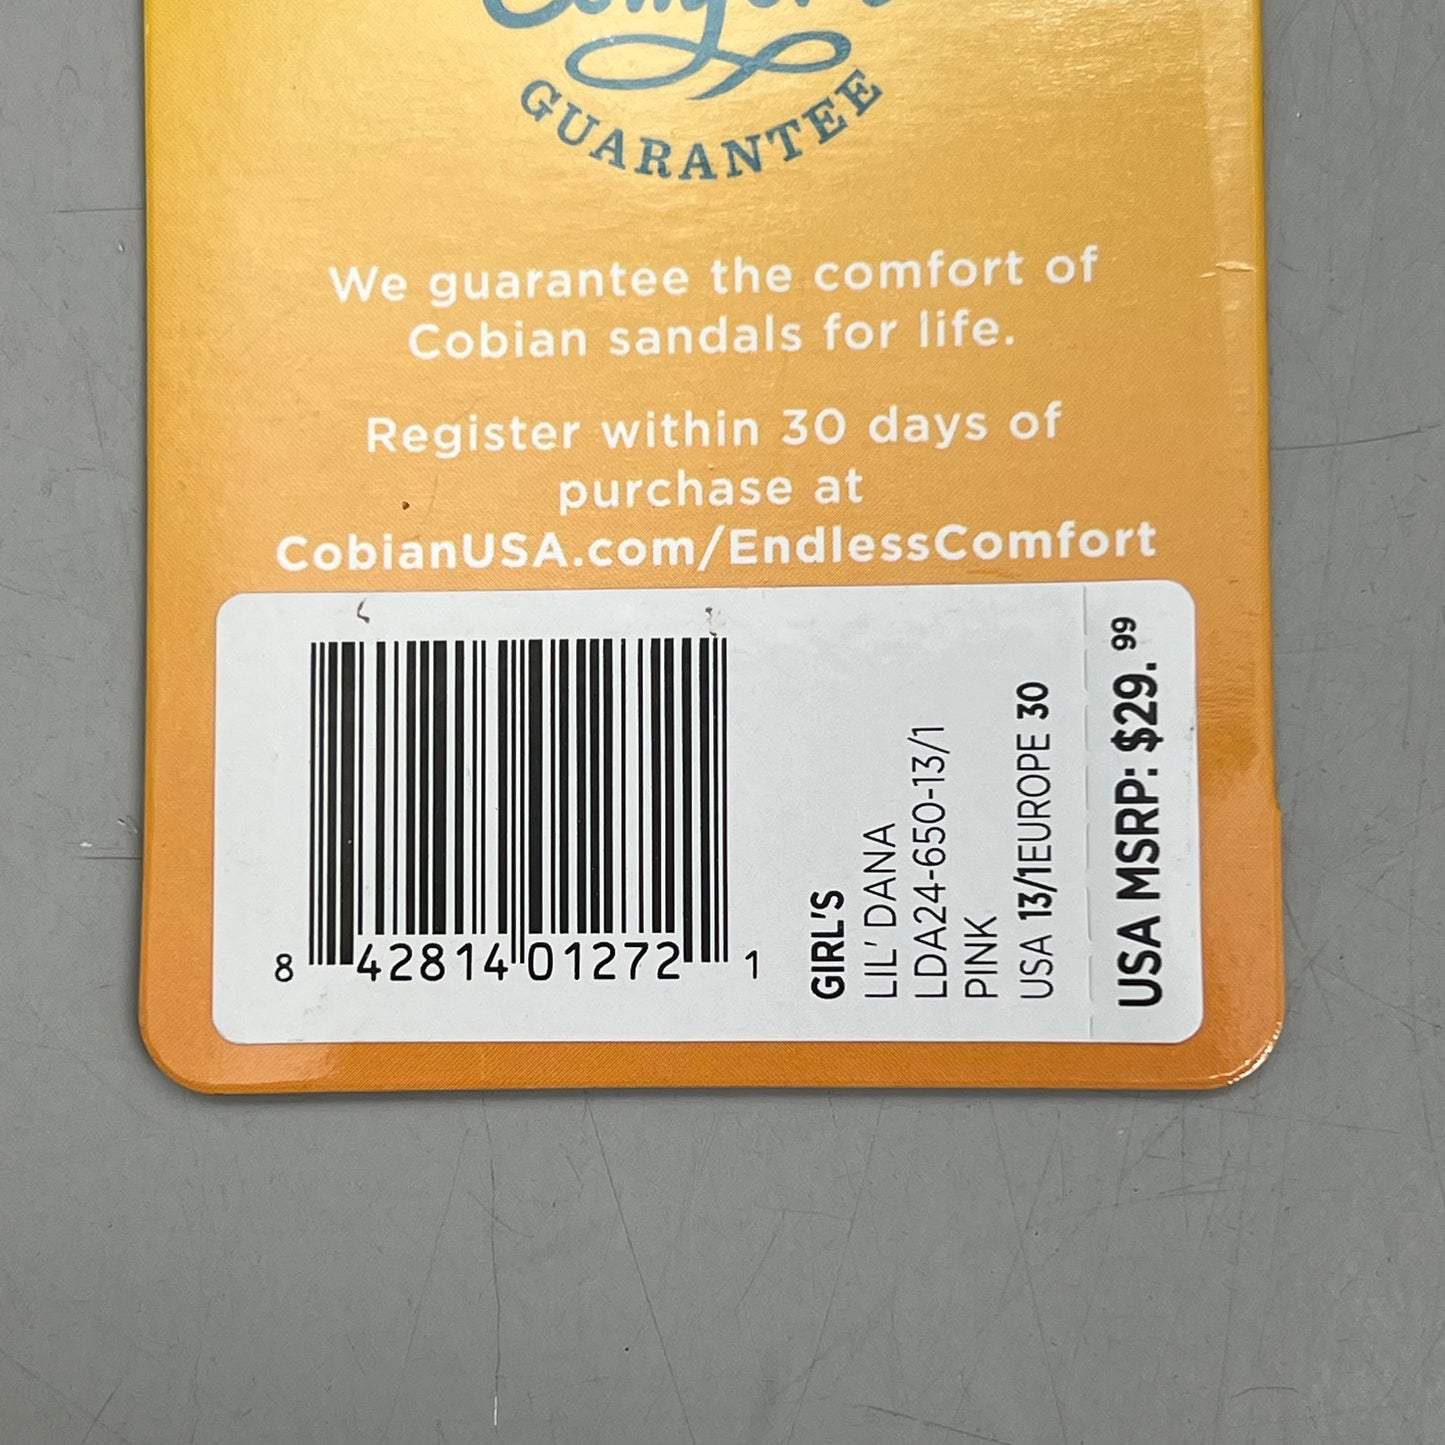 GUARANTEE
We guarantee the comfort of
Cobian sandals for life.
Register within 30 days of
purchase at
CobianUSA.com/EndlessComfort
8 42814 01272 1
GIRL'S
LIL' DANA
LDA24-650-13/1
PINK
USA 13/1EUROPE 30
USA MSRP: $29.99